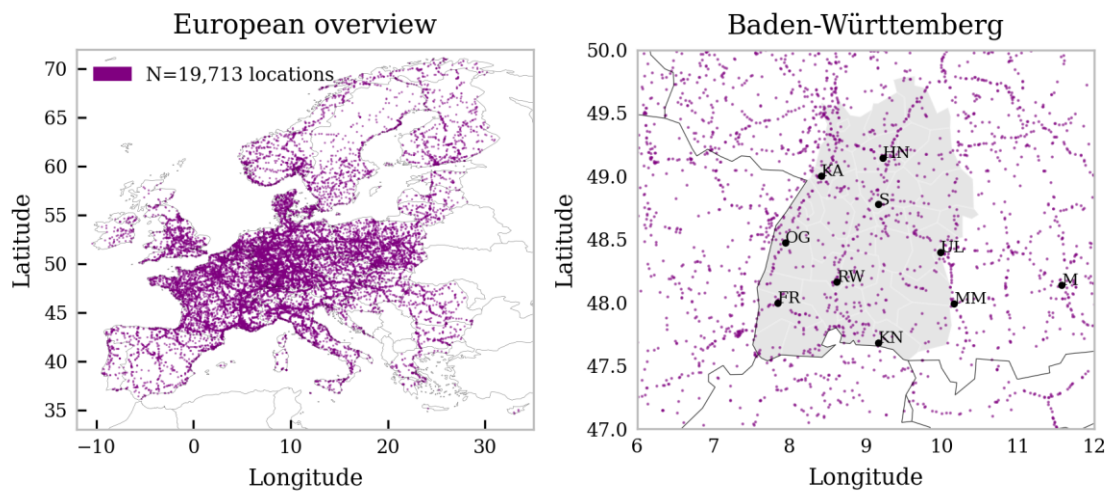 European overview
N=19,713 locations
70
65
60
55
50
45
40
35
Latitude
−10
0
10
20
30
Longitude
Baden-Württemberg
50.0
49.5
49.0
48.5
48.0
47.5
47.0
Latitude
HN
KA
S
OG
UL
RW
M
FR
MM
KN
6
7
8
9
10
11
12
Longitude